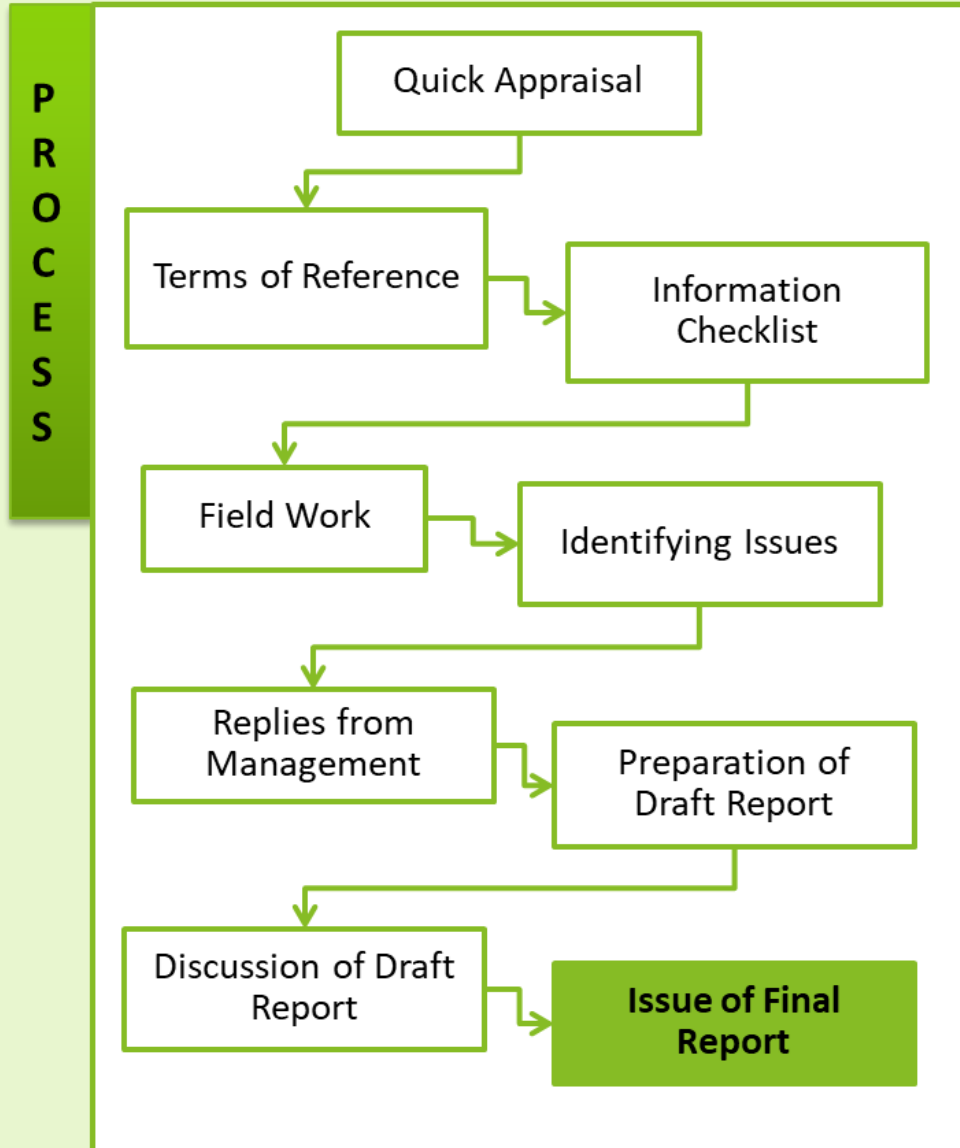 P
R
O
C
E
S
S
Quick Appraisal
Terms of Reference
Information
Checklist
Field Work
Identifying Issues
Replies from
Management
Preparation of
Draft Report
Discussion of Draft
Report
Issue of Final
Report